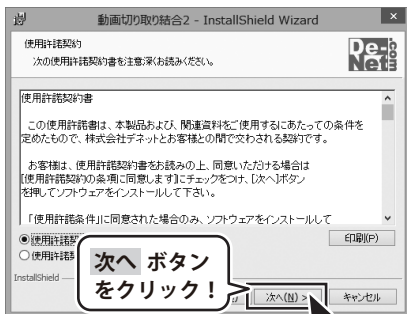 動画切り取り結合2 - InstallShield Wizard
使用許諾契約
次の使用許諾契約書を注意深くお読みください。
De-Net
使用許諾契約書
この使用許諾書は、本製品および、関連資料をご使用するにあたっての条件を
定めたもので、株式会社デネットとお客様との間で交わされる契約です。
お客様は、使用許諾契約書をお読みの上、同意いただける場合は
[使用許諾契約の条項に同意します]にチェックをつけ、[次へ]ボタン
を押してソフトウェアをインストールして下さい。
「使用許諾条件」に同意された場合のみ、ソフトウェアをインストールして
使用許諾契
印刷(P)
使用許諾
次へ ボタン
をクリック！
InstallShield
次へ(N) >
キャンセル